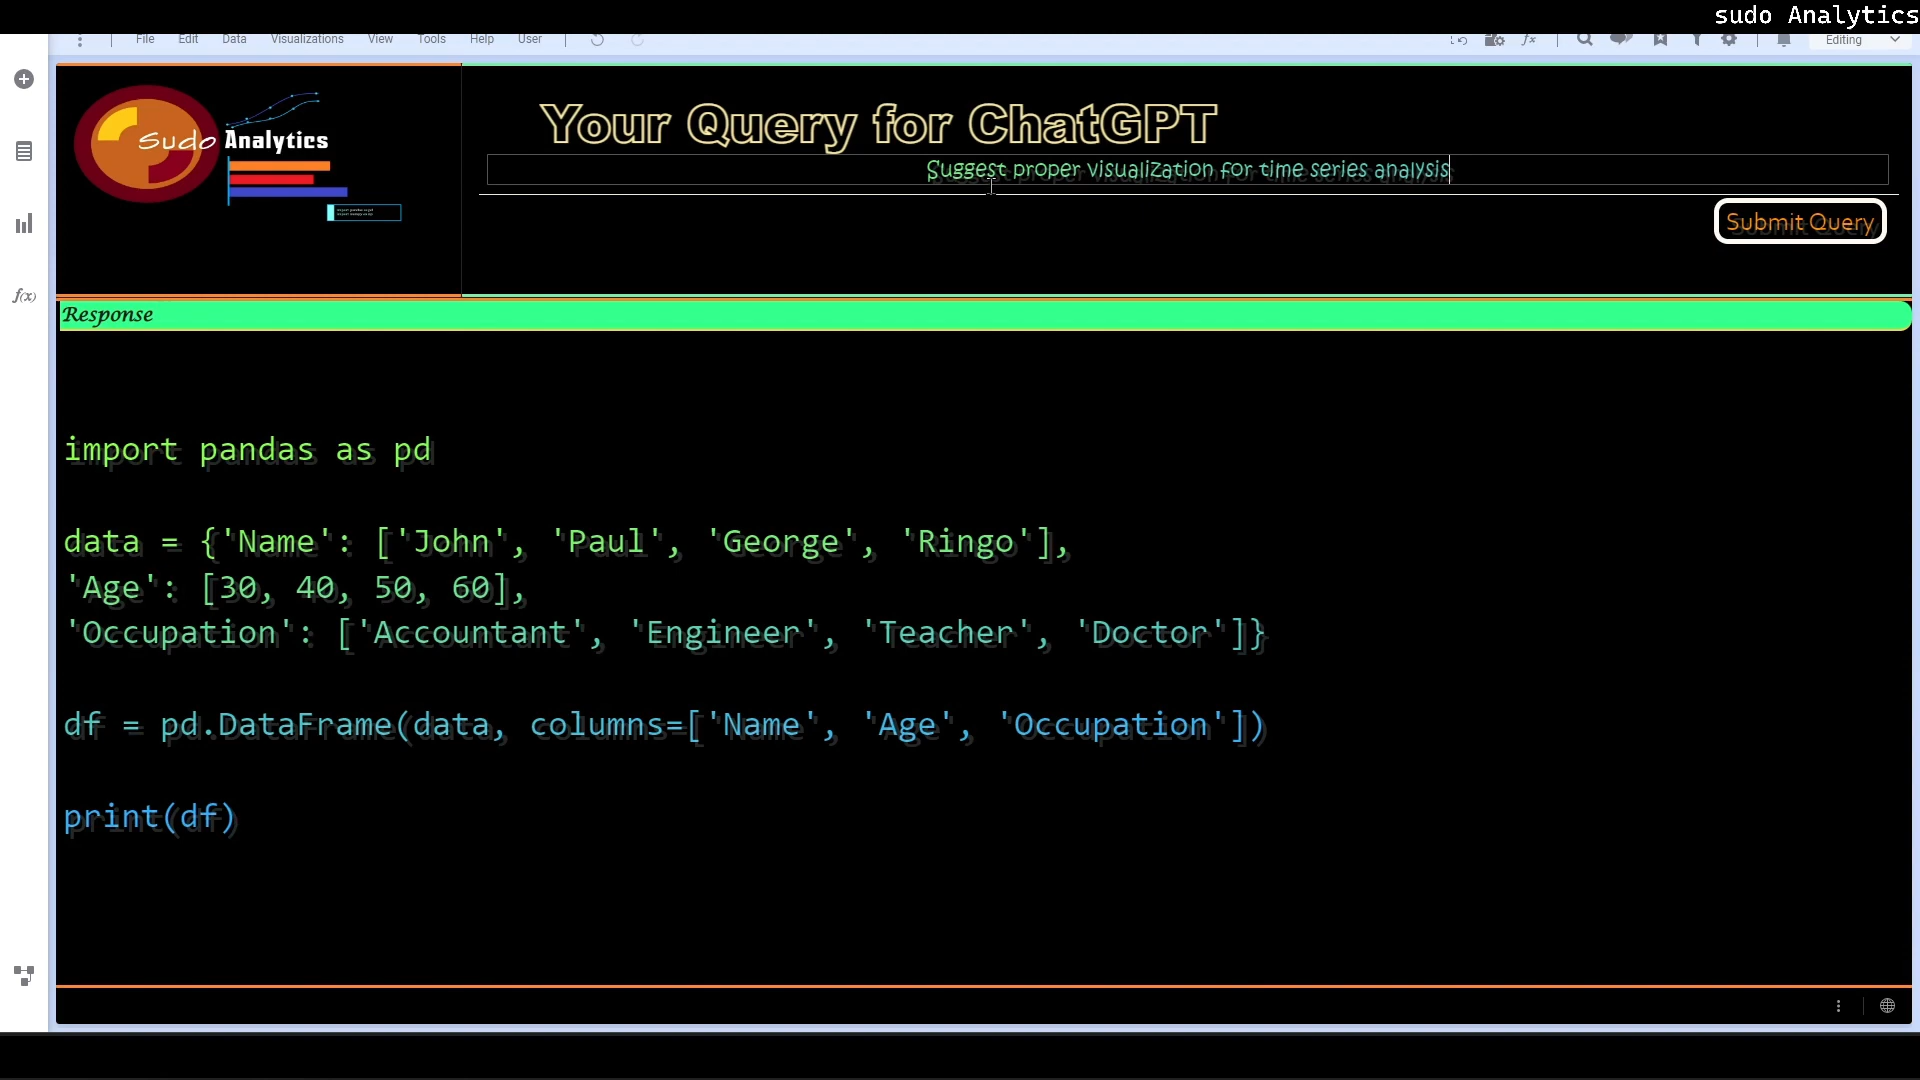 sudo Analytics
File Edit Data Visualizations View Tools Help User
Editing
Sudo Analytics
Your Query for ChatGPT
Suggest proper visualization for time series analysis
Submit Query
f(x)
Response
import pandas as pd
data = {'Name': ['John', 'Paul', 'George', 'Ringo'],
'Age': [30, 40, 50, 60],
'Occupation': ['Accountant', 'Engineer', 'Teacher', 'Doctor']}
df = pd.DataFrame(data, columns=['Name', 'Age', 'Occupation'])
print(df)